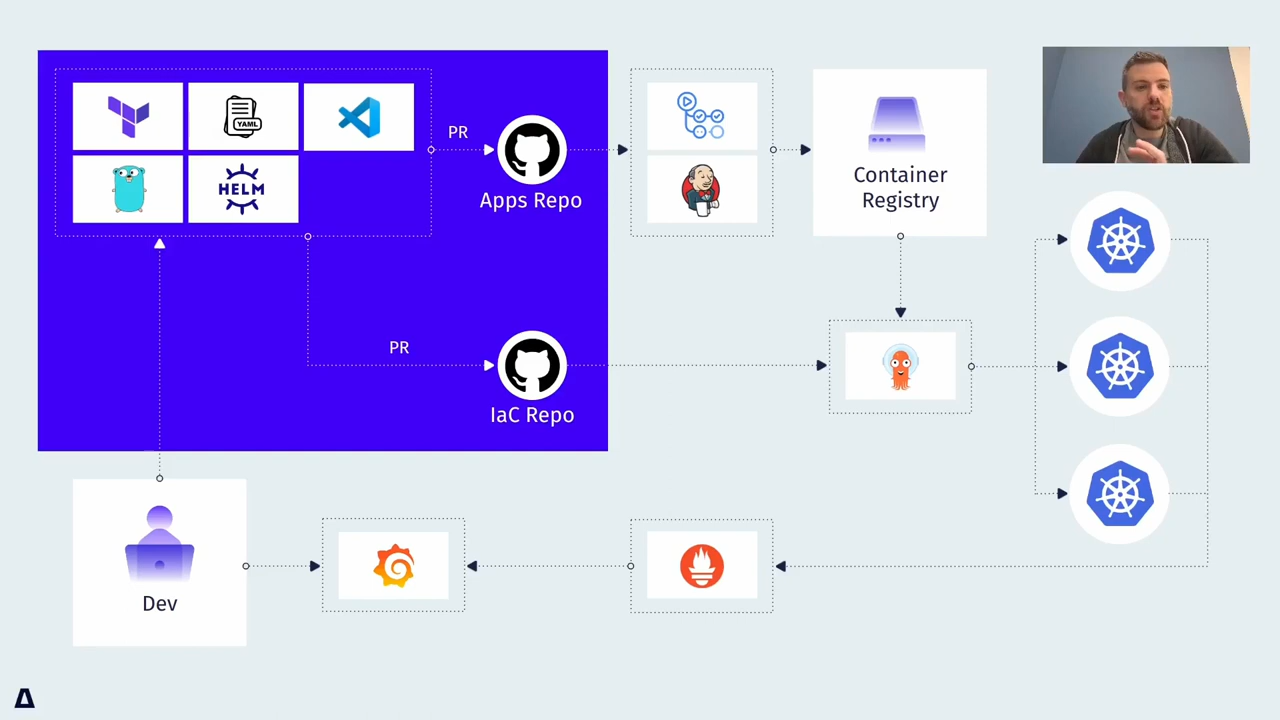 YAML
HELM
PR
Apps Repo
Container
Registry
PR
IaC Repo
Dev